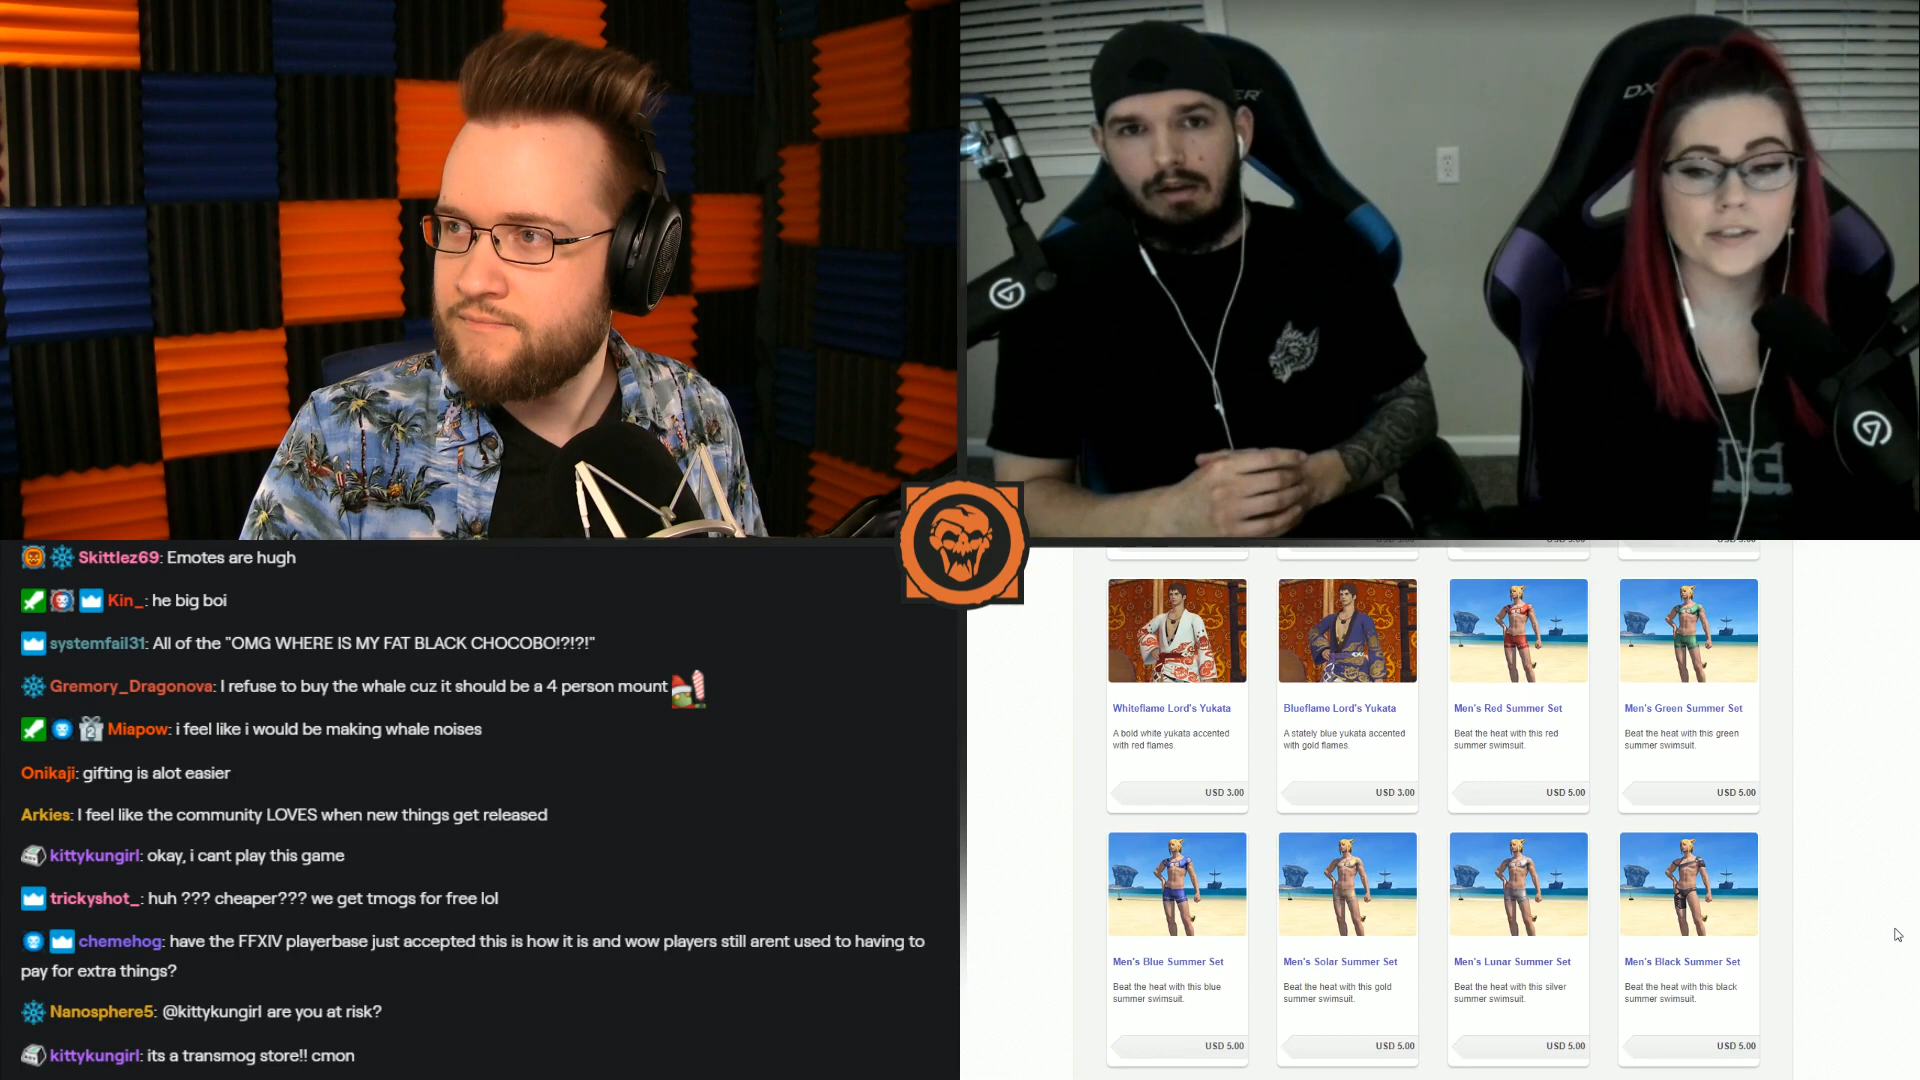 DX
ER
Skittlez69: Emotes are hugh
Kin_: he big boi
systemfail31: All of the "OMG WHERE IS MY FAT BLACK CHOCOBO!?!?!"
Gremory_Dragonova: I refuse to buy the whale cuz it should be a 4 person mount
2 Miapow: i feel like i would be making whale noises
Onikaji: gifting is alot easier
Arkies: I feel like the community LOVES when new things get released
kittykungirl: okay, i cant play this game
trickyshot_: huh ??? cheaper??? we get tmogs for free lol
chemehog: have the FFXIV playerbase just accepted this is how it is and wow players still arent used to having to
pay for extra things?
Nanosphere5: @kittykungirl are you at risk?
kittykungirl: its a transmog store!! cmon
Whiteflame Lord's Yukata
A bold white yukata accented
with red flames.
USD 3.00
Blueflame Lord's Yukata
A stately blue yukata accented
with gold flames.
USD 3.00
Men's Red Summer Set
Beat the heat with this red
summer swimsuit.
USD 5.00
Men's Green Summer Set
Beat the heat with this green
summer swimsuit.
USD 5.00
Men's Blue Summer Set
Beat the heat with this blue
summer swimsuit.
USD 5.00
Men's Solar Summer Set
Beat the heat with this gold
summer swimsuit.
USD 5.00
Men's Lunar Summer Set
Beat the heat with this silver
summer swimsuit.
USD 5.00
Men's Black Summer Set
Beat the heat with this black
summer swimsuit.
USD 5.00